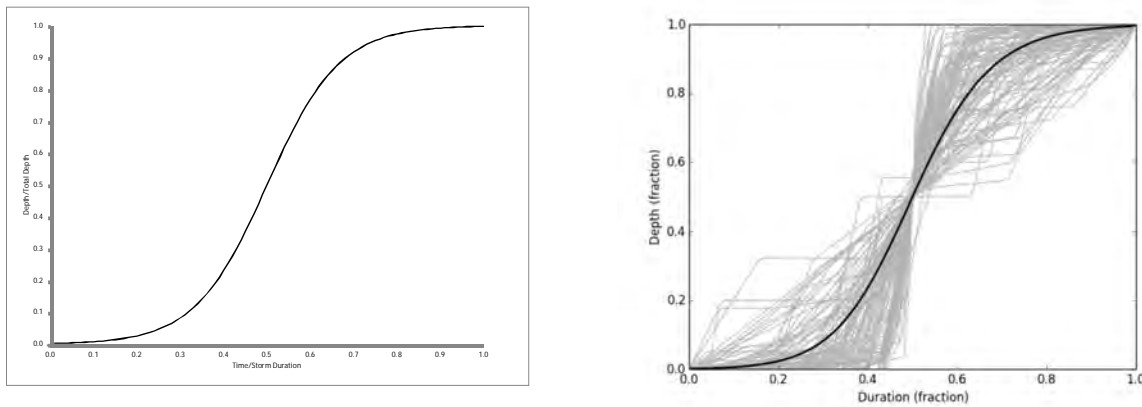 1.0
0.9
0.8
0.7
0.6
0.5
0.4
0.3
0.2
0.1
0.0
Depth/Total Depth
0.0 0.1 0.2 0.3 0.4 0.5 0.6 0.7 0.8 0.9 1.0
Time/Storm Duration
1.0
0.8
0.6
0.4
0.2
0.0
Depth (fraction)
0.0 0.2 0.4 0.6 0.8 1.0
Duration (fraction)